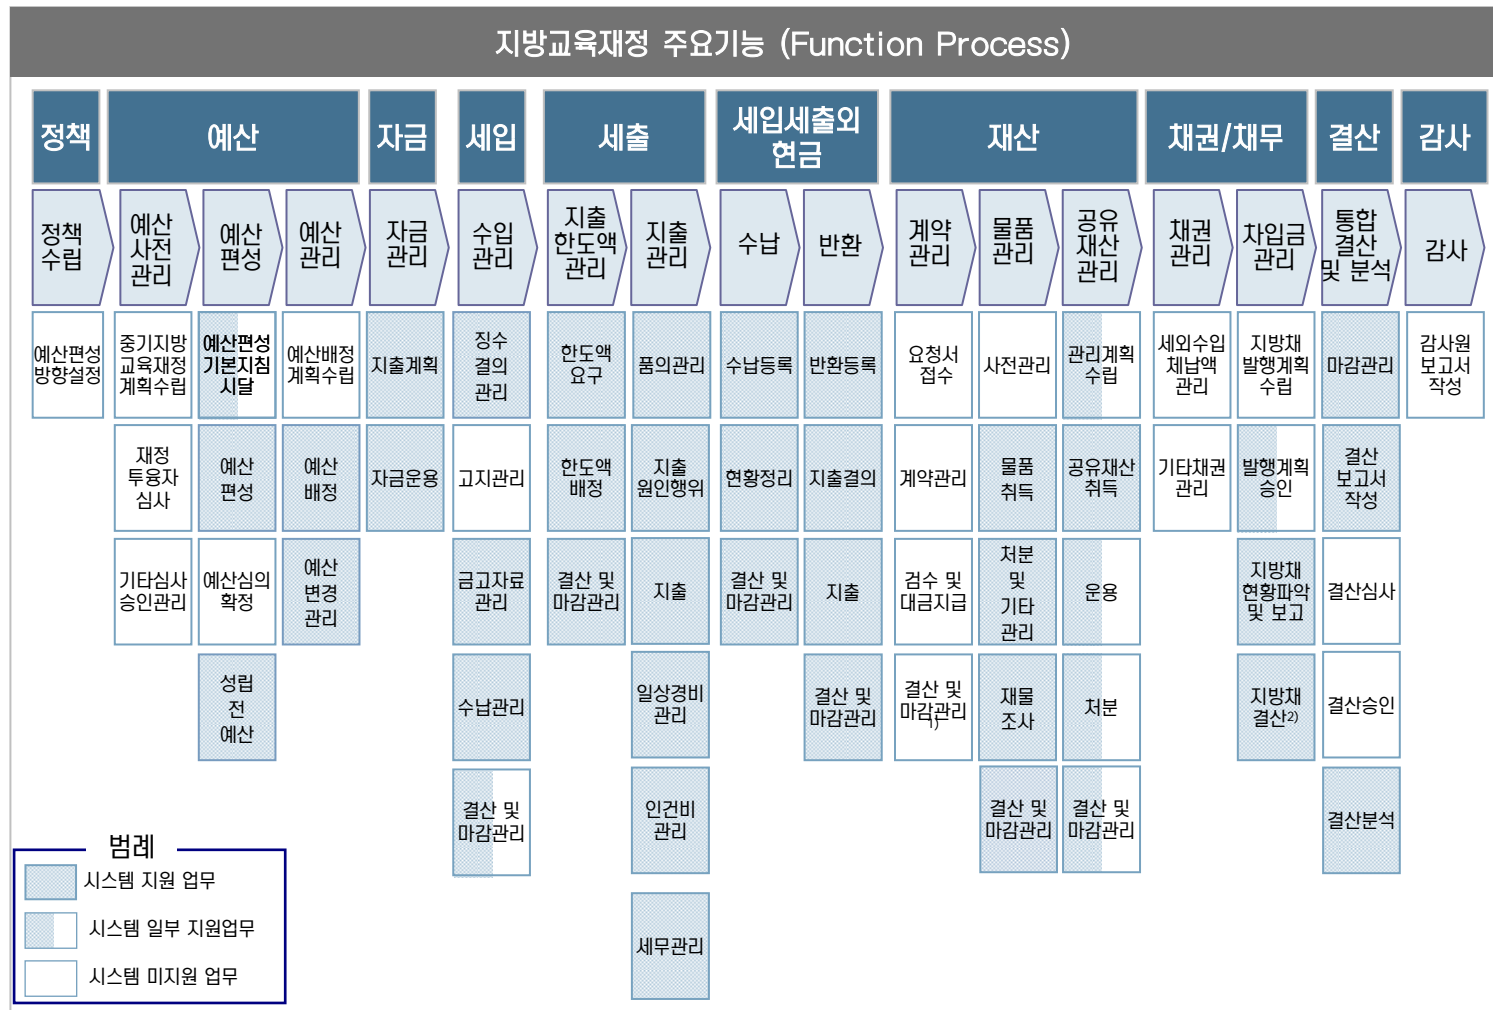 지방교육재정 주요기능 (Function Process)
정책
예산
자금
세입
세출
세입세출외
현금
재산
채권/채무
결산
감사
정책
수립
예산
사전
관리
예산
편성
예산
관리
자금
관리
수입
관리
지출
한도액
관리
지출
관리
수납
반환
계약
관리
물품
관리
공유
재산
관리
채권
관리
차입금
관리
통합
결산
및 분석
감사
예산편성
방향설정
중기지방
교육재정
계획수립
예산편성
기본지침
시달
예산배정
계획수립
지출계획
징수
결의
관리
한도액
요구
품의관리
수납등록
반환등록
요청서
접수
사전관리
관리계획
수립
세외수입
체납액
관리
지방채
발행계획
수립
마감관리
감사원
보고서
작성
재정
투융자
심사
예산
편성
예산
배정
자금운용
고지관리
한도액
배정
지출
원인행위
현황정리
지출결의
계약관리
물품
취득
공유재산
취득
기타채권
관리
발행계획
승인
결산
보고서
작성
기타심사
승인관리
예산심의
확정
예산
변경
관리
금고자료
관리
결산 및
마감관리
지출
결산 및
마감관리
지출
검수 및
대금지급
처분
및
기타
관리
운용
지방채
현황파악
및 보고
결산심사
성립
전
예산
수납관리
일상경비
관리
결산 및
마감관리
결산 및
마감관리
1)
재물
조사
처분
지방채
결산2)
결산승인
결산 및
마감관리
인건비
관리
결산 및
마감관리
결산 및
마감관리
결산분석
세무관리
범례
시스템 지원 업무
시스템 일부 지원업무
시스템 미지원 업무